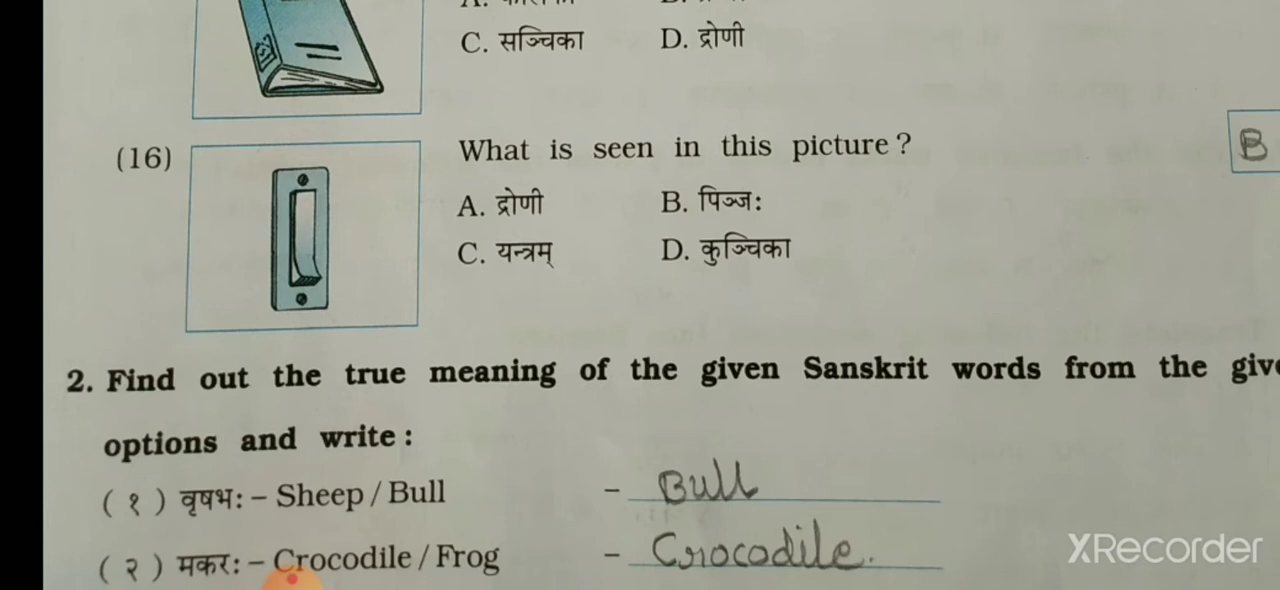 C. सञ्चिका D. द्रोणी
(16) What is seen in this picture ? B
A. द्रोणी B. पिञ्जः
C. यन्त्रम् D. कुञ्चिका
2. Find out the true meaning of the given Sanskrit words from the give
options and write :
( १ ) वृषभः – Sheep / Bull – Bull
( २ ) मकरः – Crocodile / Frog – Crocodile.
XRecorder